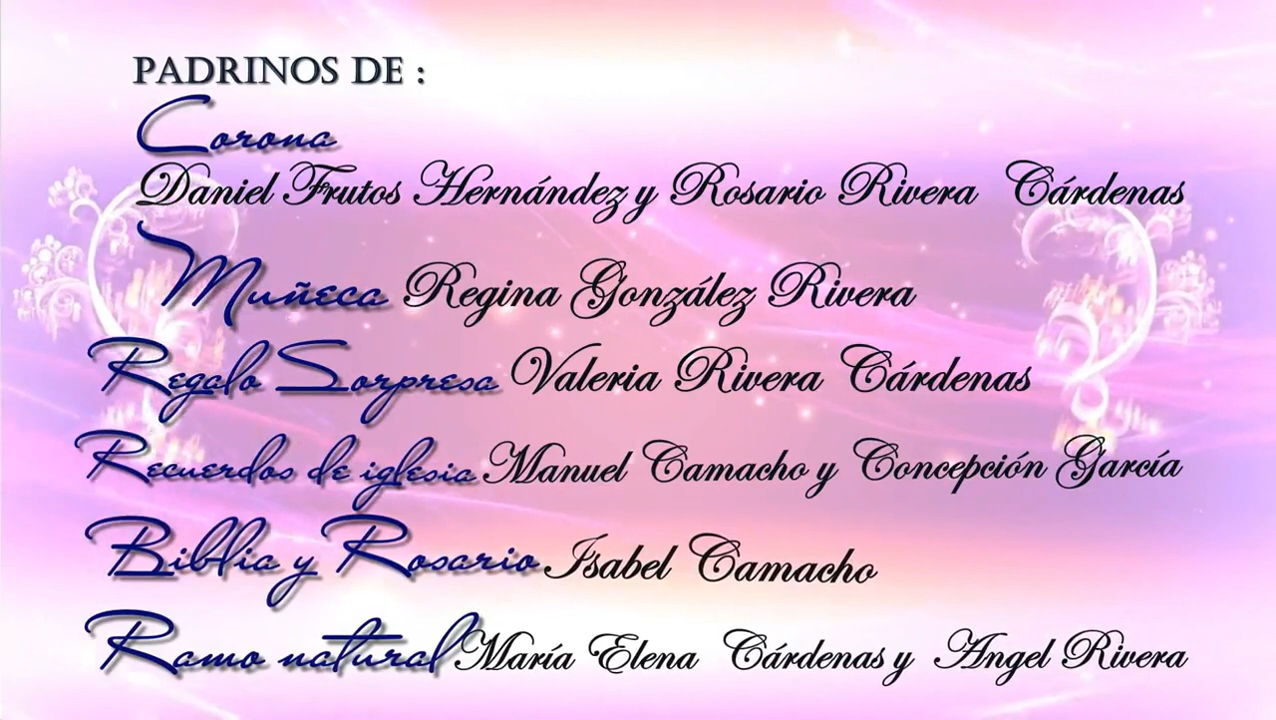 PADRINOS DE :
Corona
Daniel Frutos Hernández y Rosario Rivera Cárdenas
Muñeca Regina González Rivera
Regalo Sorpresa Valeria Rivera Cárdenas
Recuerdos de iglesia Manuel Camacho y Concepción García
Biblia y Rosario Isabel Camacho
Ramo natural María Elena Cárdenas y Angel Rivera